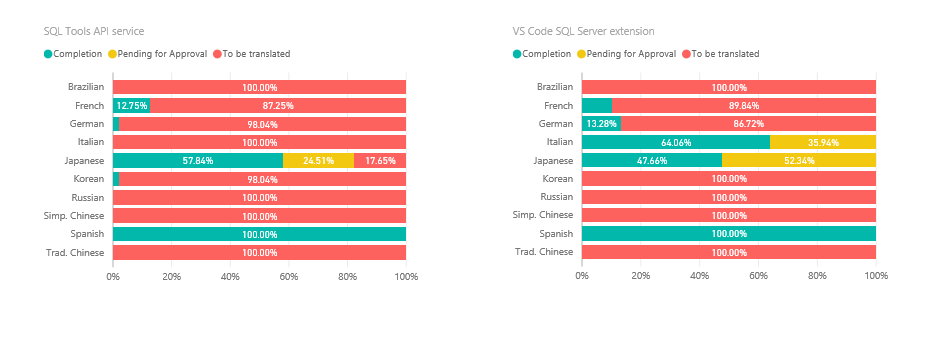 SQL Tools API service
Completion Pending for Approval To be translated
Brazilian 100.00%
French 12.75% 87.25%
German 98.04%
Italian 100.00%
Japanese 57.84% 24.51% 17.65%
Korean 98.04%
Russian 100.00%
Simp. Chinese 100.00%
Spanish 100.00%
Trad. Chinese 100.00%
0% 20% 40% 60% 80% 100%
VS Code SQL Server extension
Completion Pending for Approval To be translated
Brazilian 100.00%
French 89.84%
German 13.28% 86.72%
Italian 64.06% 35.94%
Japanese 47.66% 52.34%
Korean 100.00%
Russian 100.00%
Simp. Chinese 100.00%
Spanish 100.00%
Trad. Chinese 100.00%
0% 20% 40% 60% 80% 100%